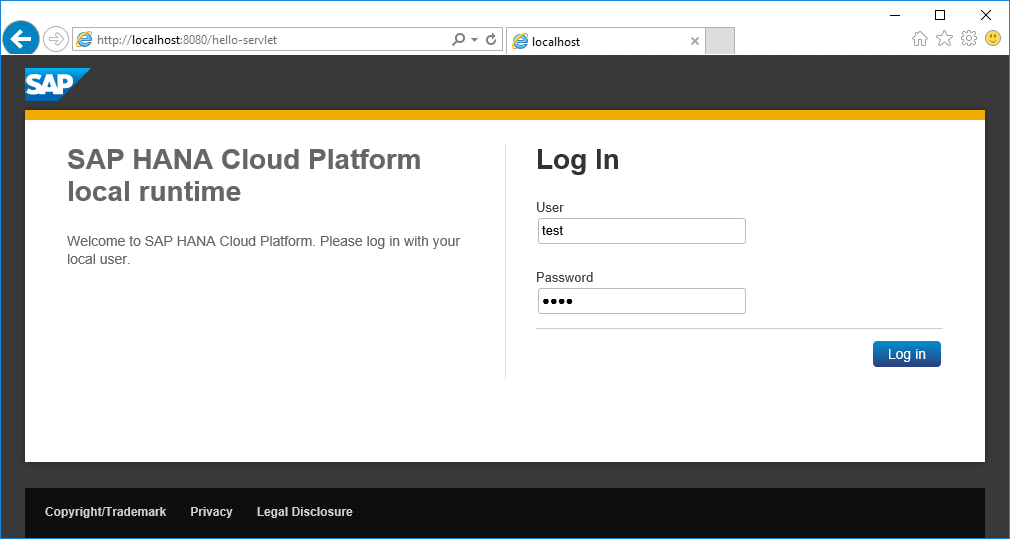 http://localhost:8080/hello-servlet
localhost
SAP
SAP HANA Cloud Platform
local runtime
Welcome to SAP HANA Cloud Platform. Please log in with your
local user.
Log In
User
test
Password
••••
Log in
Copyright/Trademark Privacy Legal Disclosure